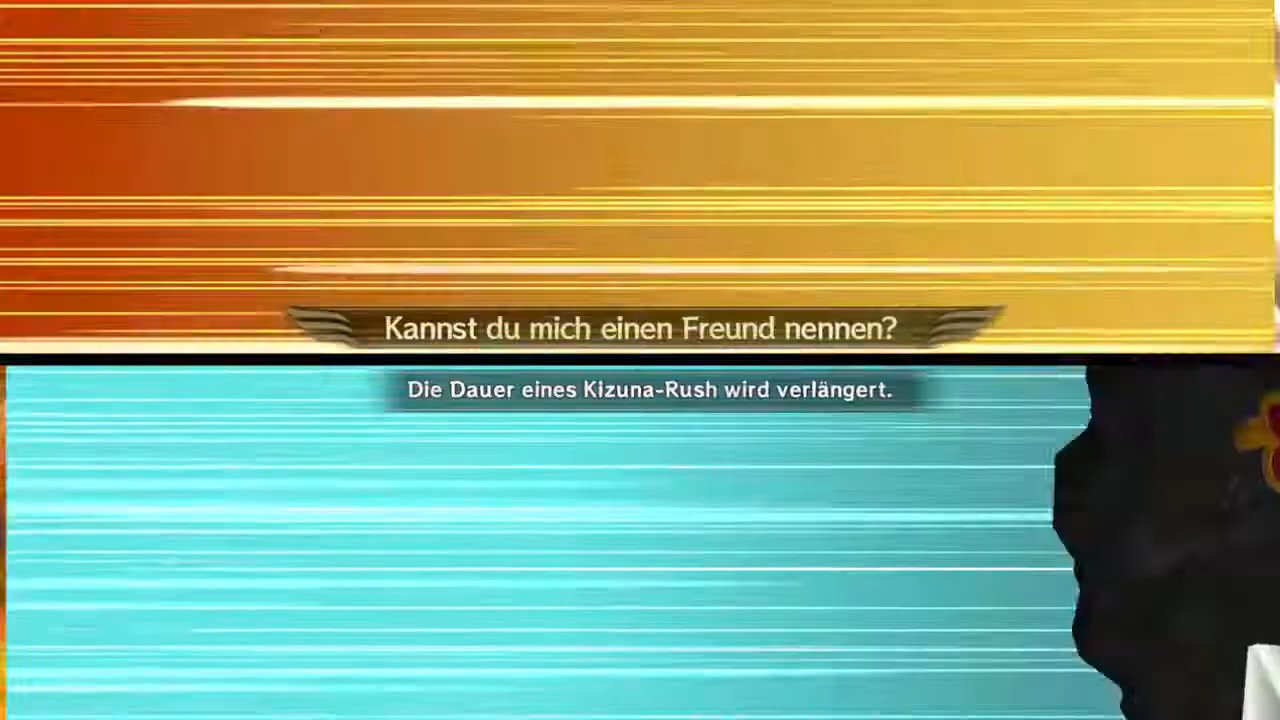 Kannst du mich einen Freund nennen?
Die Dauer eines Kizuna-Rush wird verlängert.